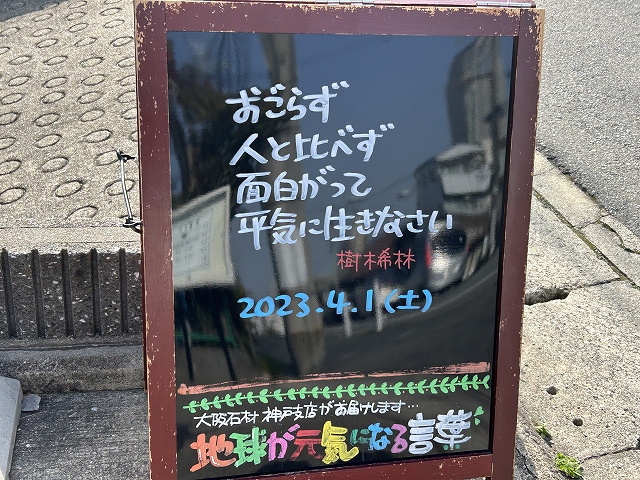 おごらず
人と比べず
面白がって
平気に生きなさい
樹木希林
2023.4.1(土)
大阪石材 神戸支店がお届けします…
地球が元気になる言葉